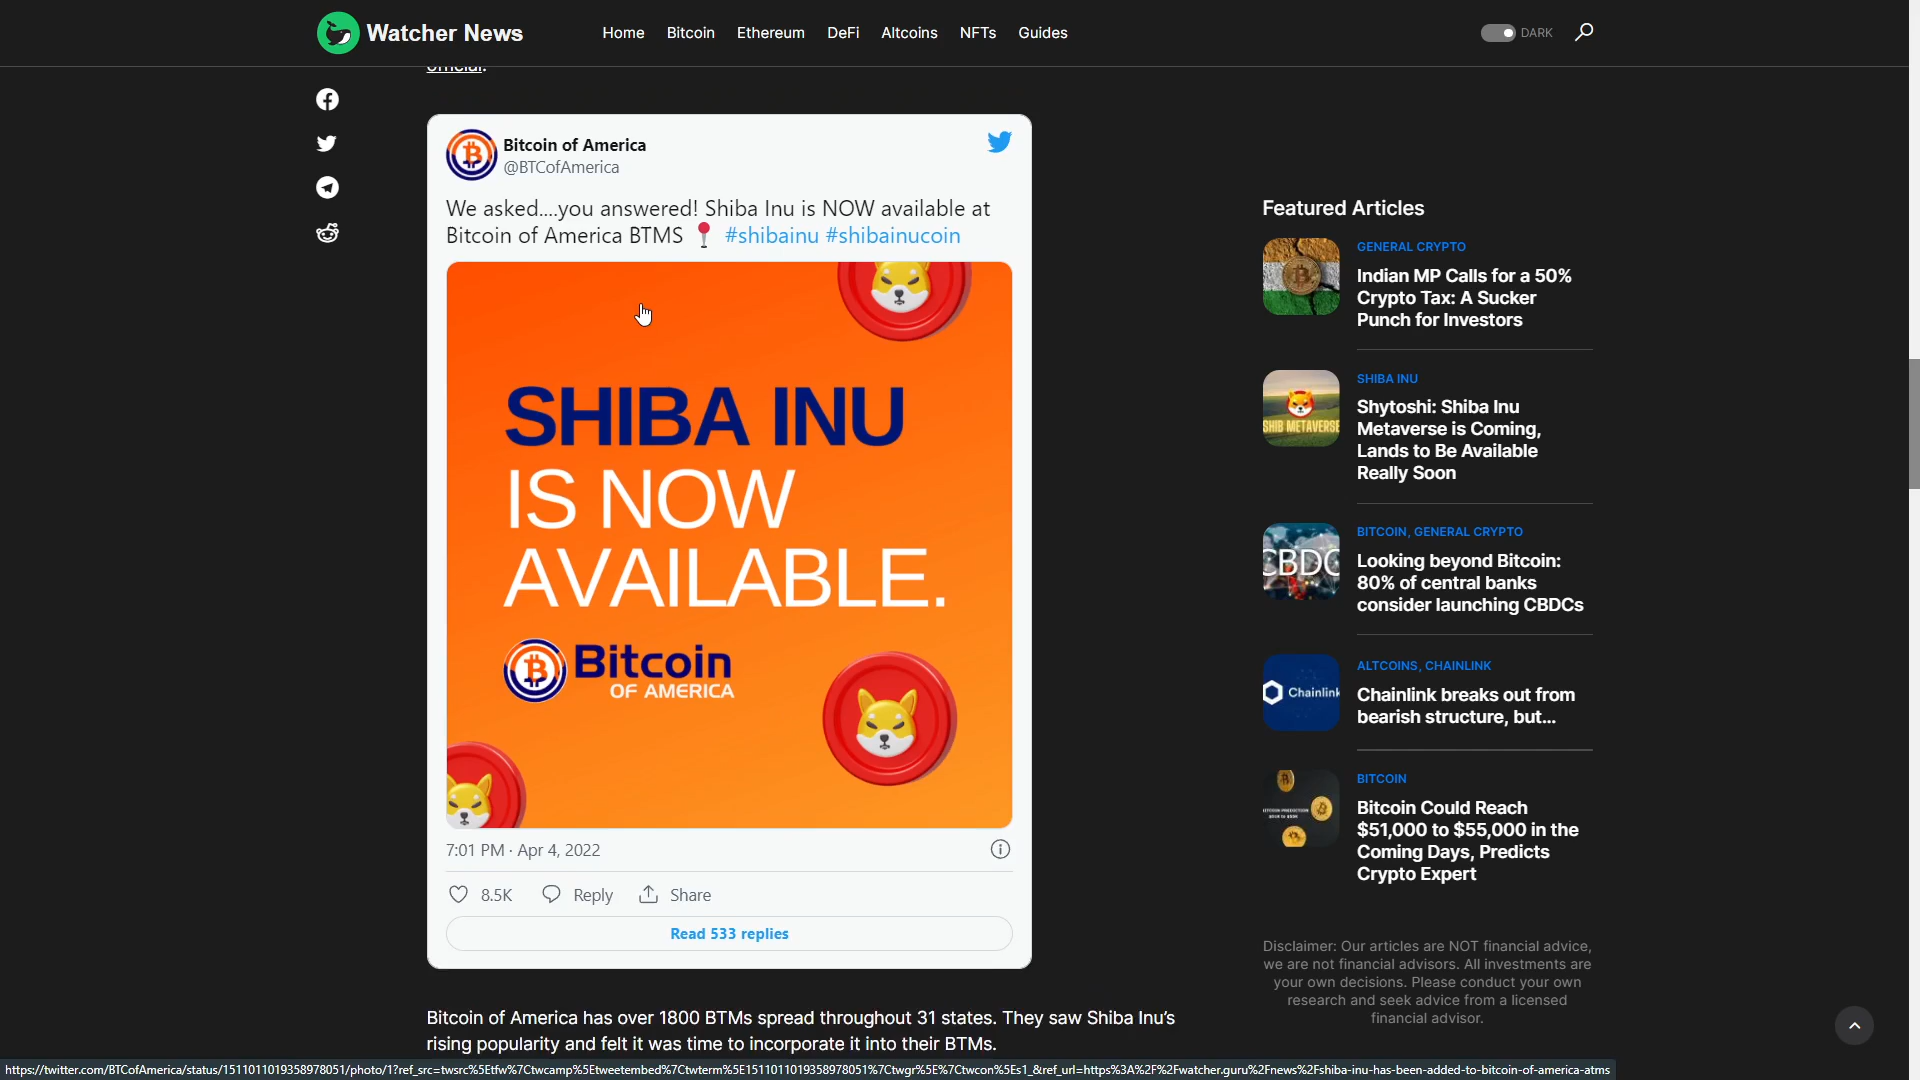 Watcher News
Home Bitcoin Ethereum DeFi Altcoins NFTs Guides
DARK
Bitcoin of America
@BTCofAmerica
We asked....you answered! Shiba Inu is NOW available at
Bitcoin of America BTMS 📍 #shibainu #shibainucoin
SHIBA INU
IS NOW
AVAILABLE.
Bitcoin
OF AMERICA
7:01 PM · Apr 4, 2022
8.5K Reply Share
Read 533 replies
Bitcoin of America has over 1800 BTMs spread throughout 31 states. They saw Shiba Inu's
rising popularity and felt it was time to incorporate it into their BTMs.
Featured Articles
GENERAL CRYPTO
Indian MP Calls for a 50%
Crypto Tax: A Sucker
Punch for Investors
SHIB METAVERSE
SHIBA INU
Shytoshi: Shiba Inu
Metaverse is Coming,
Lands to Be Available
Really Soon
CBDC
BITCOIN, GENERAL CRYPTO
Looking beyond Bitcoin:
80% of central banks
consider launching CBDCs
Chainlink
ALTCOINS, CHAINLINK
Chainlink breaks out from
bearish structure, but...
BITCOIN
Bitcoin Could Reach
$51,000 to $55,000 in the
Coming Days, Predicts
Crypto Expert
Disclaimer: Our articles are NOT financial advice,
we are not financial advisors. All investments are
your own decisions. Please conduct your own
research and seek advice from a licensed
financial advisor.
https://twitter.com/BTCofAmerica/status/1511011019358978051/photo/1?ref_src=twsrc%5Etfw%7Ctwcamp%5Etweetembed%7Ctwterm%5E1511011019358978051%7Ctwgr%5E%7Ctwcon%5Es1_&ref_url=https%3A%2F%2Fwatcher.guru%2Fnews%2Fshiba-inu-has-been-added-to-bitcoin-of-america-atms